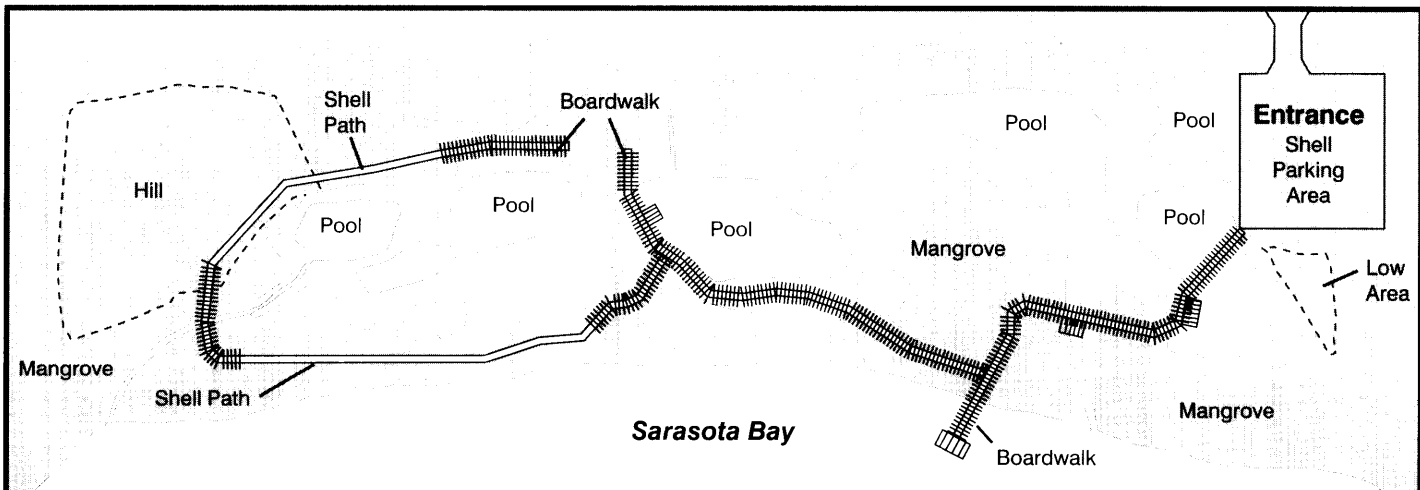 Shell
Path
Boardwalk
Pool
Pool
Entrance
Shell
Parking
Area
Hill
Pool
Pool
Pool
Pool
Mangrove
Low
Area
Mangrove
Shell Path
Mangrove
Sarasota Bay
Boardwalk